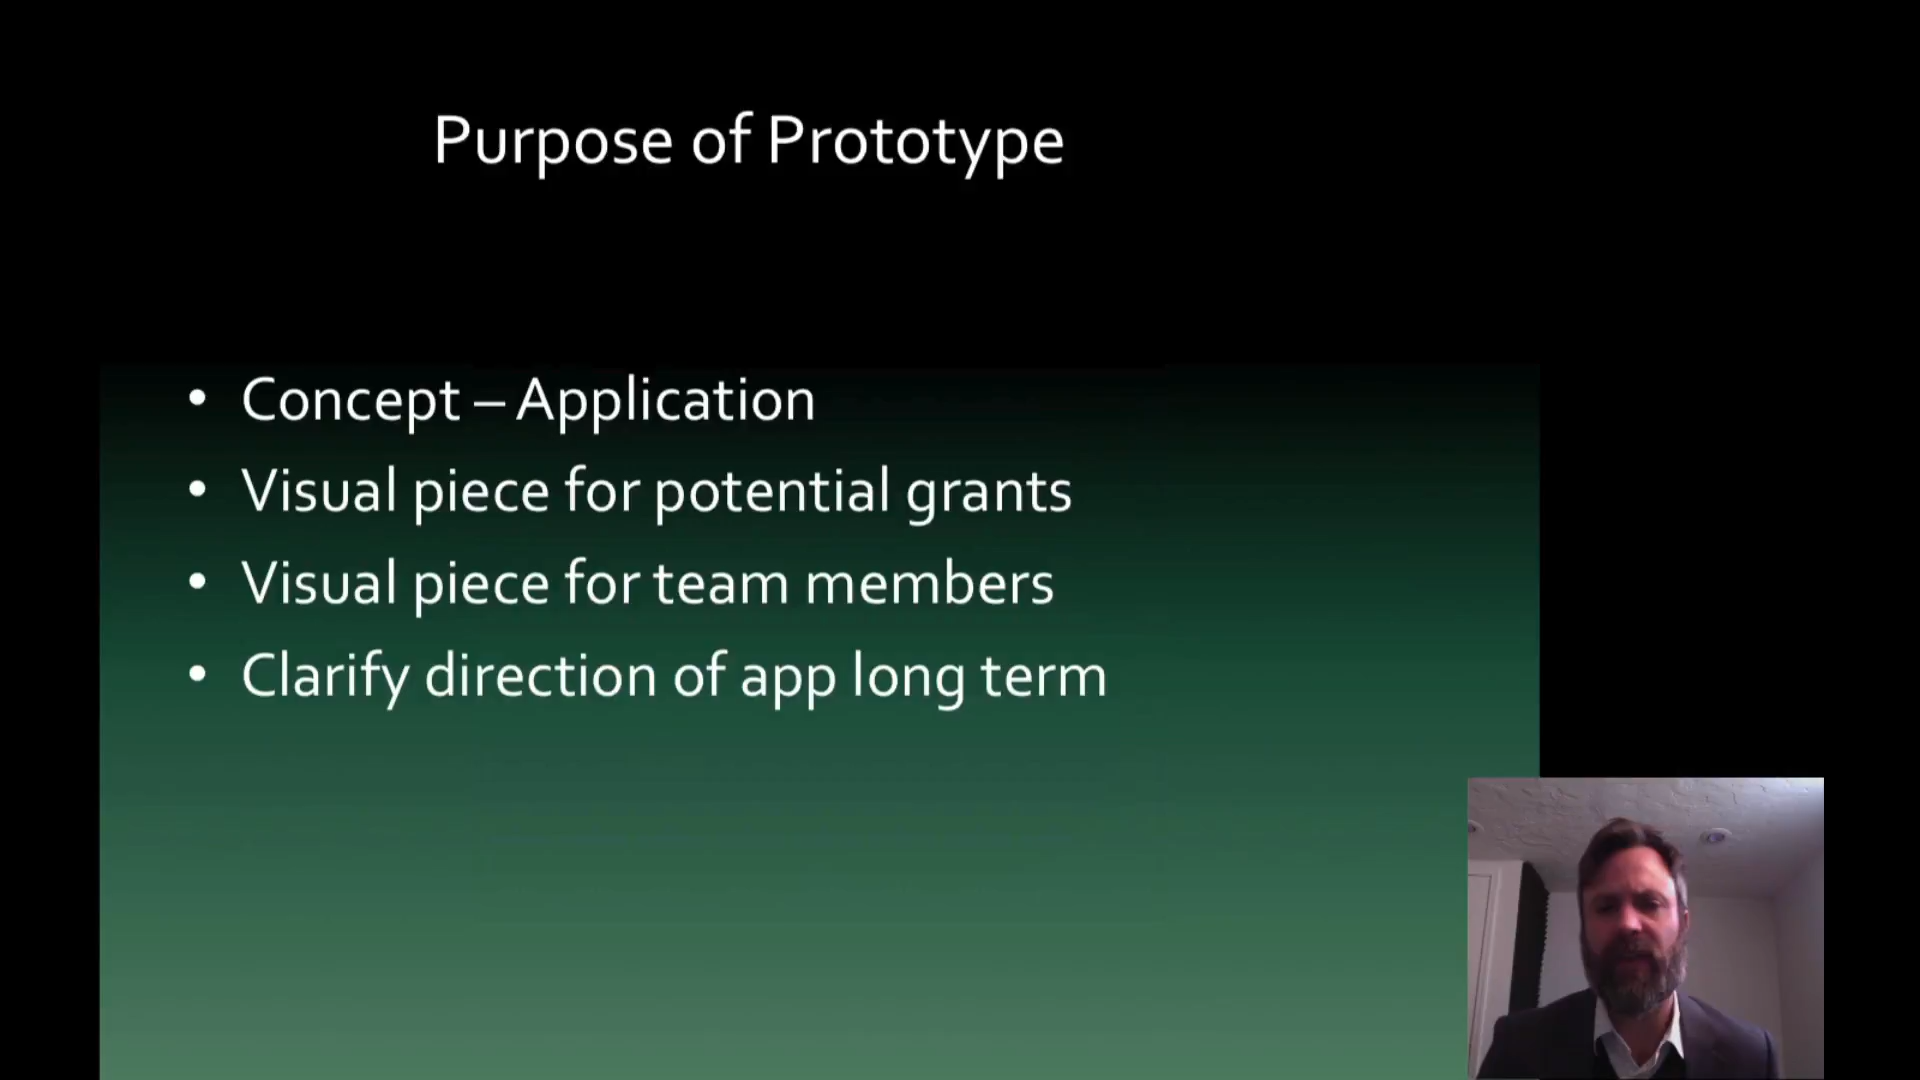 Purpose of Prototype
• Concept – Application
• Visual piece for potential grants
• Visual piece for team members
• Clarify direction of app long term